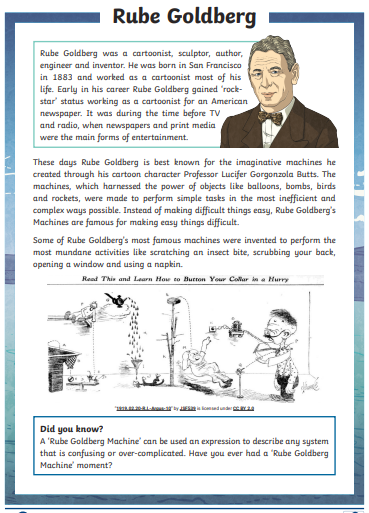 Rube Goldberg
Rube Goldberg was a cartoonist, sculptor, author,
engineer and inventor. He was born in San Francisco
in 1883 and worked as a cartoonist most of his
life. Early in his career Rube Goldberg gained 'rock-
star' status working as a cartoonist for an American
newspaper. It was during the time before TV
and radio, when newspapers and print media
were the main forms of entertainment.
These days Rube Goldberg is best known for the imaginative machines he
created through his cartoon character Professor Lucifer Gorgonzola Butts. The
machines, which harnessed the power of objects like balloons, bombs, birds
and rockets, were made to perform simple tasks in the most inefficient and
complex ways possible. Instead of making difficult things easy, Rube Goldberg's
Machines are famous for making easy things difficult.
Some of Rube Goldberg's most famous machines were invented to perform the
most mundane activities like scratching an insect bite, scrubbing your back,
opening a window and using a napkin.
Read This and Learn How to Button Your Collar in a Hurry
is licensed under CC BY 2.0
Did you know?
A 'Rube Goldberg Machine' can be used an expression to describe any system
that is confusing or over-complicated. Have you ever had a 'Rube Goldberg
Machine' moment?